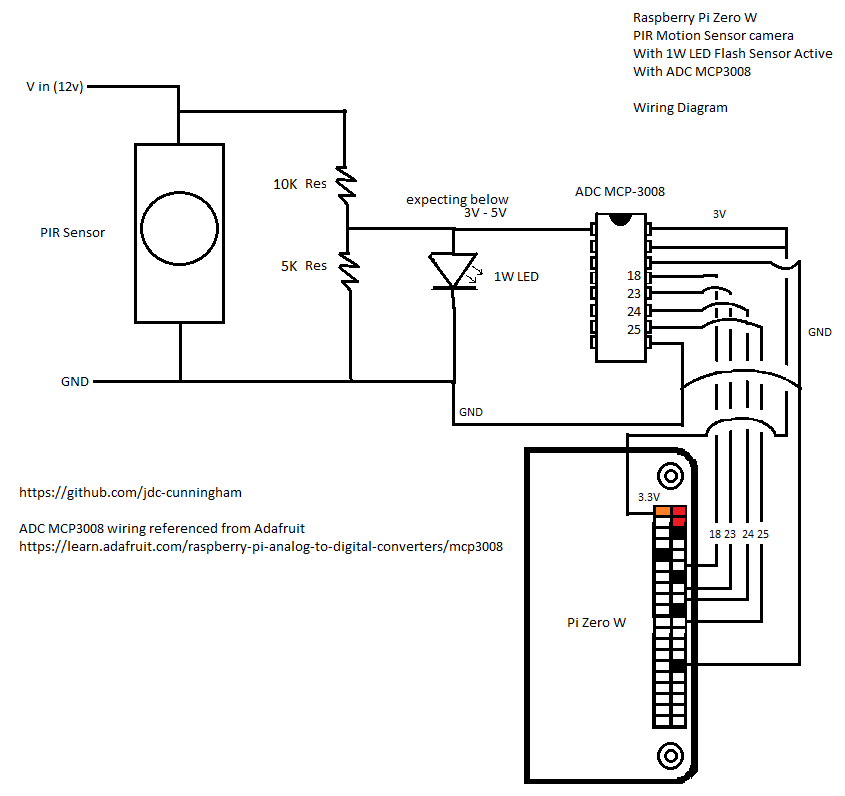 Raspberry Pi Zero W
PIR Motion Sensor camera
With 1W LED Flash Sensor Active
With ADC MCP3008
Wiring Diagram
V in (12v)
10K Res
ADC MCP-3008
expecting below
3V - 5V
3V
PIR Sensor
5K Res
1W LED
18
23
24
25
GND
GND
GND
https://github.com/jdc-cunningham
3.3V
ADC MCP3008 wiring referenced from Adafruit
https://learn.adafruit.com/raspberry-pi-analog-to-digital-converters/mcp3008
18 23 24 25
Pi Zero W